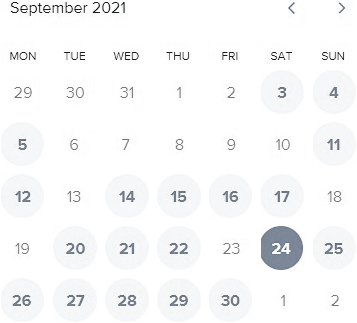 September 2021
MON TUE WED THU FRI SAT SUN
29 30 31 1 2 3 4
5 6 7 8 9 10 11
12 13 14 15 16 17 18
19 20 21 22 23 24 25
26 27 28 29 30 1 2